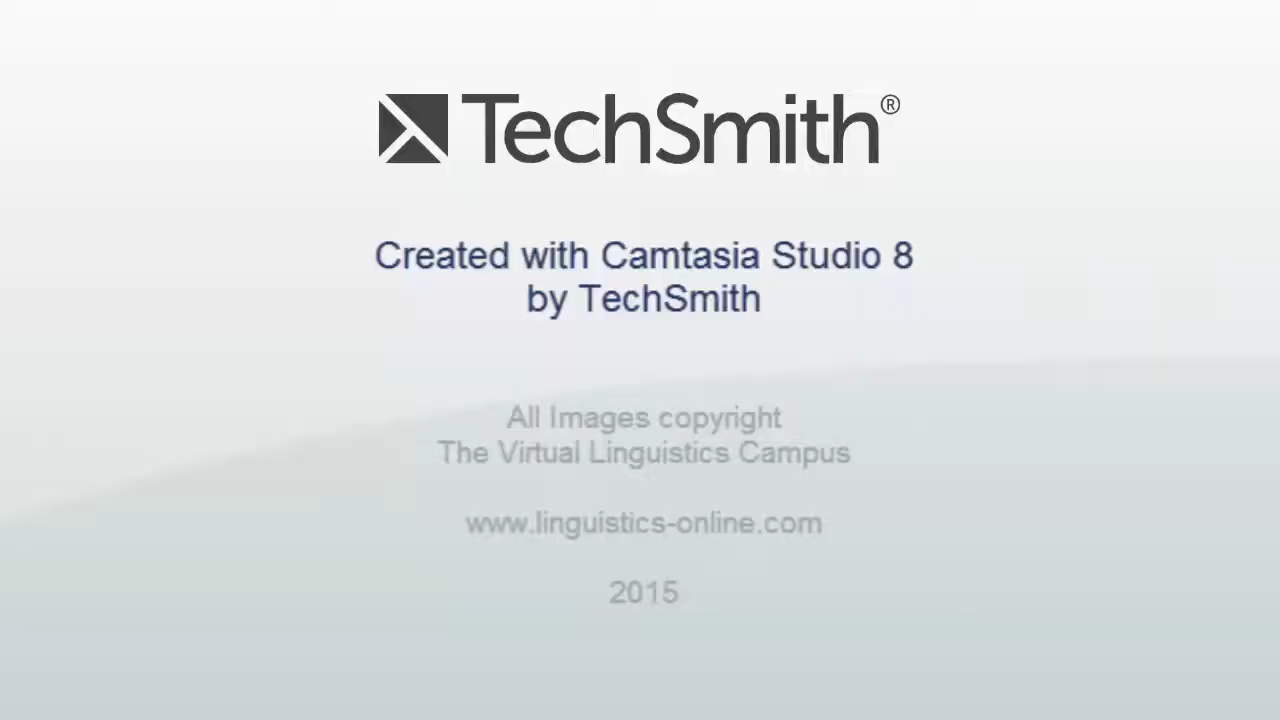 TechSmith®
Created with Camtasia Studio 8
by TechSmith
All Images copyright
The Virtual Linguistics Campus
www.linguistics-online.com
2015